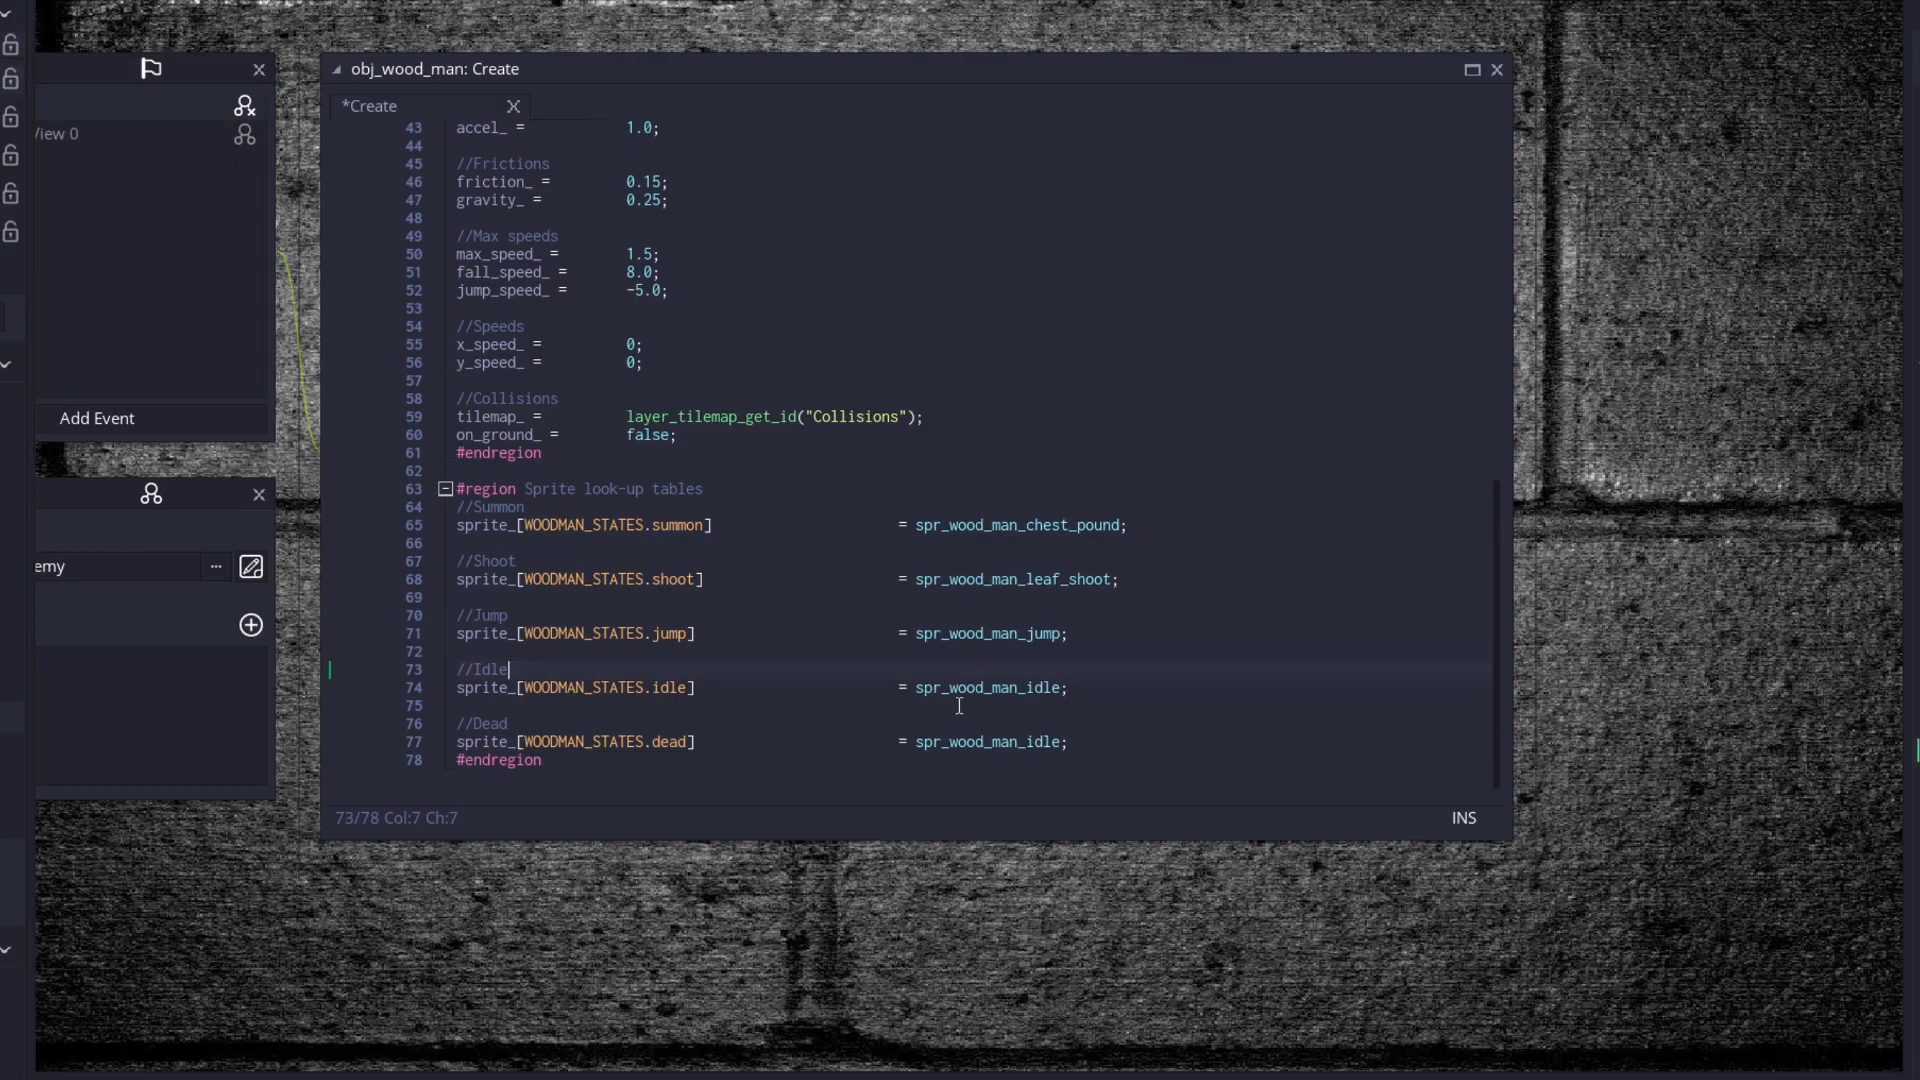 obj_wood_man: Create
*Create
View 0
Add Event
emy
...
43 accel_ = 1.0;
44
45 //Frictions
46 friction_ = 0.15;
47 gravity_ = 0.25;
48
49 //Max speeds
50 max_speed_ = 1.5;
51 fall_speed_ = 8.0;
52 jump_speed_ = -5.0;
53
54 //Speeds
55 x_speed_ = 0;
56 y_speed_ = 0;
57
58 //Collisions
59 tilemap_ = layer_tilemap_get_id("Collisions");
60 on_ground_ = false;
61 #endregion
62
63 #region Sprite look-up tables
64 //Summon
65 sprite_[WOODMAN_STATES.summon] = spr_wood_man_chest_pound;
66
67 //Shoot
68 sprite_[WOODMAN_STATES.shoot] = spr_wood_man_leaf_shoot;
69
70 //Jump
71 sprite_[WOODMAN_STATES.jump] = spr_wood_man_jump;
72
73 //Idle
74 sprite_[WOODMAN_STATES.idle] = spr_wood_man_idle;
75
76 //Dead
77 sprite_[WOODMAN_STATES.dead] = spr_wood_man_idle;
78 #endregion
73/78 Col:7 Ch:7
INS